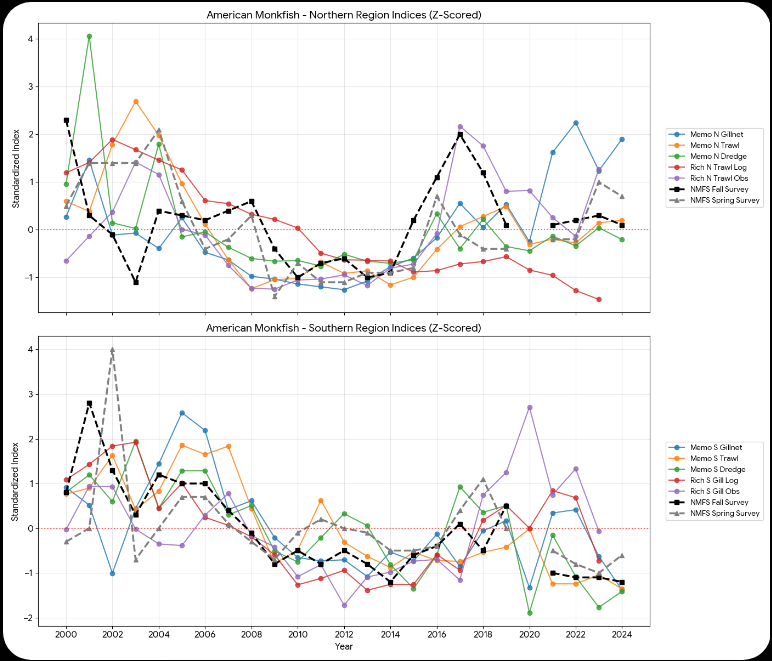 American Monkfish - Northern Region Indices (Z-Scored)
4
3
2
1
0
−1
Standardized Index
Memo N Gillnet
Memo N Trawl
Memo N Dredge
Rich N Trawl Log
Rich N Trawl Obs
NMFS Fall Survey
NMFS Spring Survey
American Monkfish - Southern Region Indices (Z-Scored)
4
3
2
1
0
−1
−2
Standardized Index
Memo S Gillnet
Memo S Trawl
Memo S Dredge
Rich S Gill Log
Rich S Gill Obs
NMFS Fall Survey
NMFS Spring Survey
2000 2002 2004 2006 2008 2010 2012 2014 2016 2018 2020 2022 2024
Year